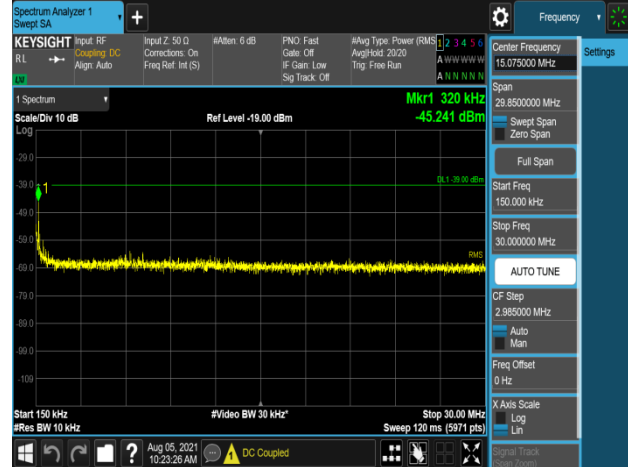 Spectrum Analyzer 1
Swept SA
Frequency
KEYSIGHT
Input: RF
Input Z: 50 Ω
#Atten: 6 dB
PNO: Fast
#Avg Type: Power (RMS
1 2 3 4 5 6
RL
Coupling: DC
Corrections: On
Gate: Off
Avg|Hold: 20/20
A W W W W W
Align: Auto
Freq Ref: Int (S)
IF Gain: Low
Trig: Free Run
Sig Track: Off
A N N N N N
LXI
Center Frequency
15.075000 MHz
Settings
1 Spectrum
Mkr1 320 kHz
Scale/Div 10 dB
Ref Level -19.00 dBm
-45.241 dBm
Log
Span
29.8500000 MHz
Swept Span
Zero Span
Full Span
-29.0
-39.0
1
DL1 -39.00 dBm
-49.0
-59.0
RMS
-69.0
-79.0
-89.0
-99.0
-109
Start Freq
150.000 kHz
Stop Freq
30.000000 MHz
AUTO TUNE
CF Step
2.985000 MHz
Auto
Man
Freq Offset
0 Hz
X Axis Scale
Log
Lin
Signal Track
(Span Zoom)
Start 150 kHz
#Video BW 30 kHz*
Stop 30.00 MHz
#Res BW 10 kHz
Sweep 120 ms (5971 pts)
?
Aug 05, 2021
10:23:26 AM
DC Coupled